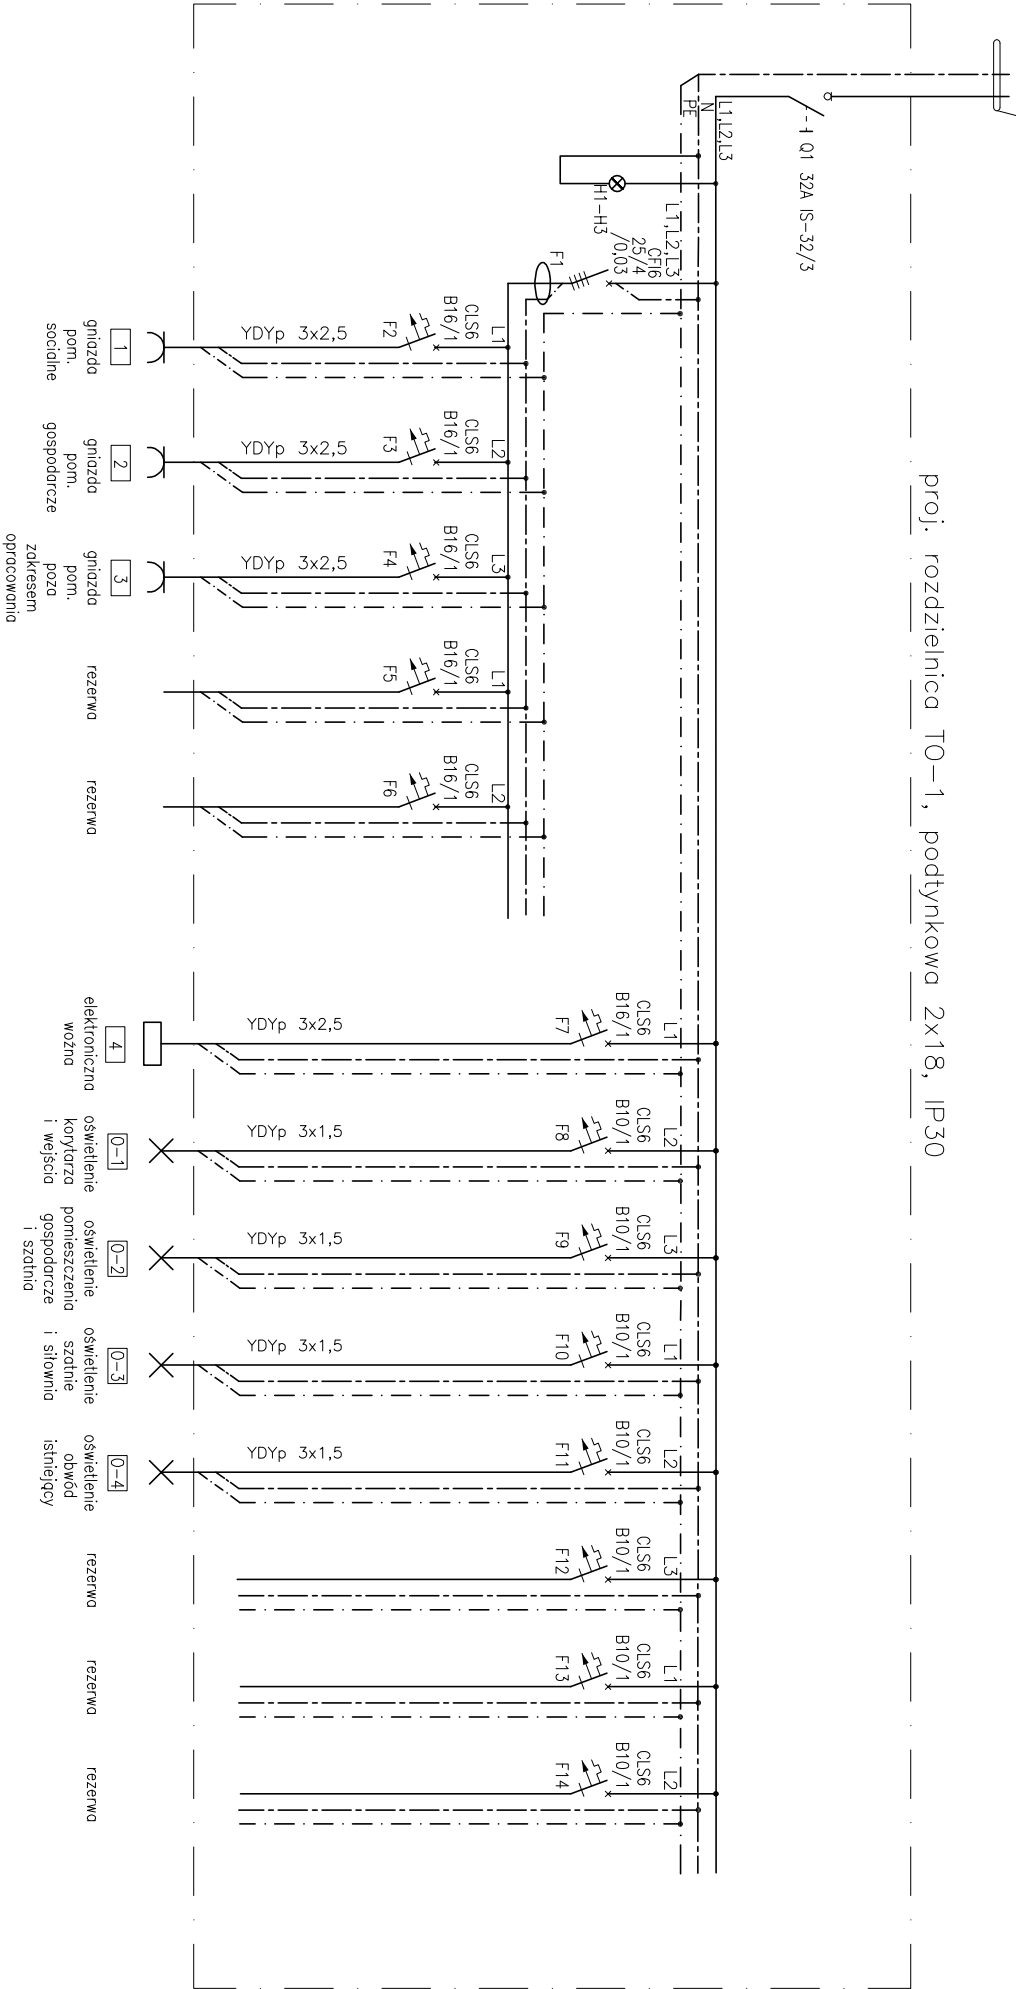 proj. rozdzielnica TO-1, podtynkowa 2x18, IP30
Q1 32A IS-32/3
L1,L2,L3
N
PE
H1-H3
L1,L2,L3
CFI6
25/4
/0,03
F1
L1
CLS6
B16/1
F2
YDYp 3x2,5
1
gniazda
pom.
socjalne
L2
CLS6
B16/1
F3
YDYp 3x2,5
2
gniazda
pom.
gospodarcze
L3
CLS6
B16/1
F4
YDYp 3x2,5
3
gniazda
pom.
poza
zakresem
opracowania
L1
CLS6
B16/1
F5
rezerwa
L2
CLS6
B16/1
F6
rezerwa
L1
CLS6
B16/1
F7
YDYp 3x2,5
4
elektroniczna
woźna
L2
CLS6
B10/1
F8
YDYp 3x1,5
0-1
oświetlenie
korytarza
i wejścia
L3
CLS6
B10/1
F9
YDYp 3x1,5
0-2
oświetlenie
pomieszczenia
gospodarcze
i szatnia
L1
CLS6
B10/1
F10
YDYp 3x1,5
0-3
oświetlenie
szatnie
i siłownia
L2
CLS6
B10/1
F11
YDYp 3x1,5
0-4
oświetlenie
obwód
istniejący
L3
CLS6
B10/1
F12
rezerwa
L1
CLS6
B10/1
F13
rezerwa
L2
CLS6
B10/1
F14
rezerwa